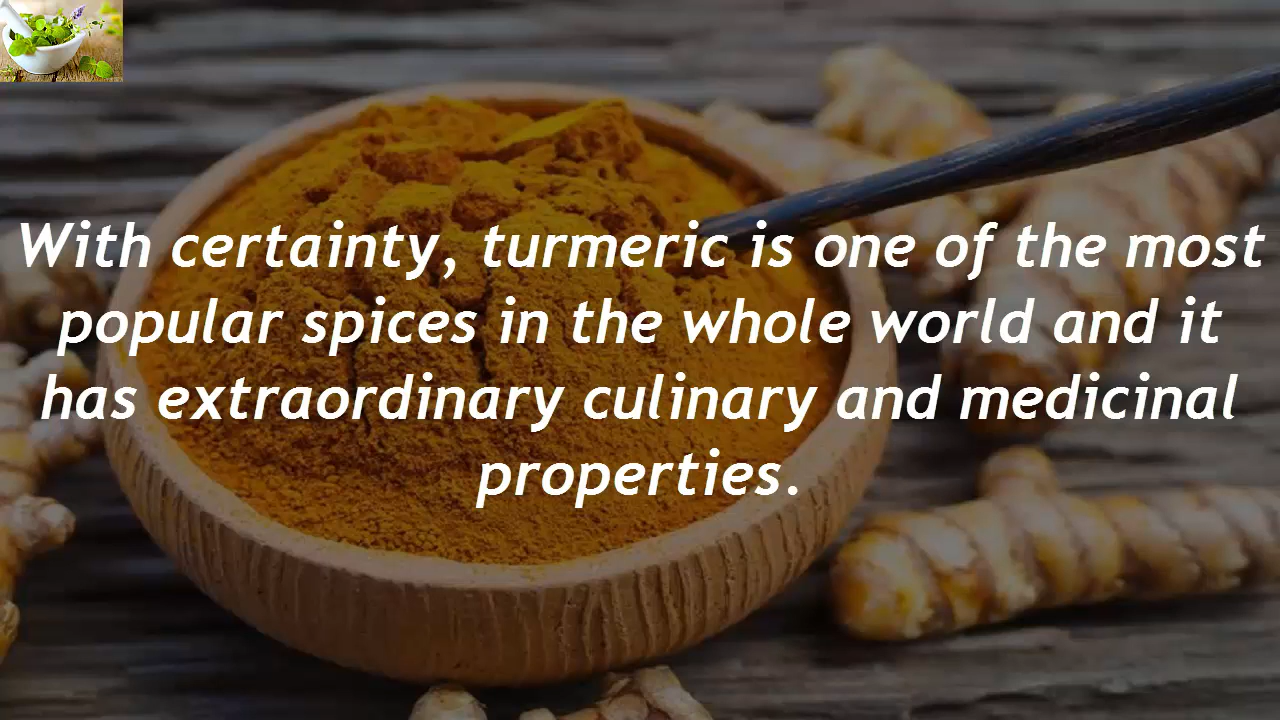 With certainty, turmeric is one of the most
popular spices in the whole world and it
has extraordinary culinary and medicinal
properties.